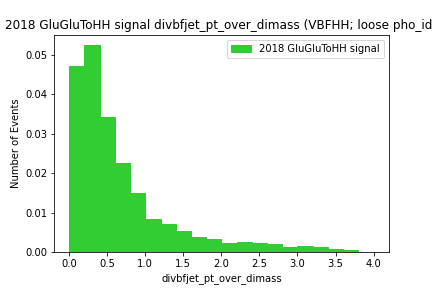 2018 GluGluToHH signal divbfjet_pt_over_dimass (VBFHH; loose pho_id
2018 GluGluToHH signal
Number of Events
0.05
0.04
0.03
0.02
0.01
0.00
0.0 0.5 1.0 1.5 2.0 2.5 3.0 3.5 4.0
divbfjet_pt_over_dimass